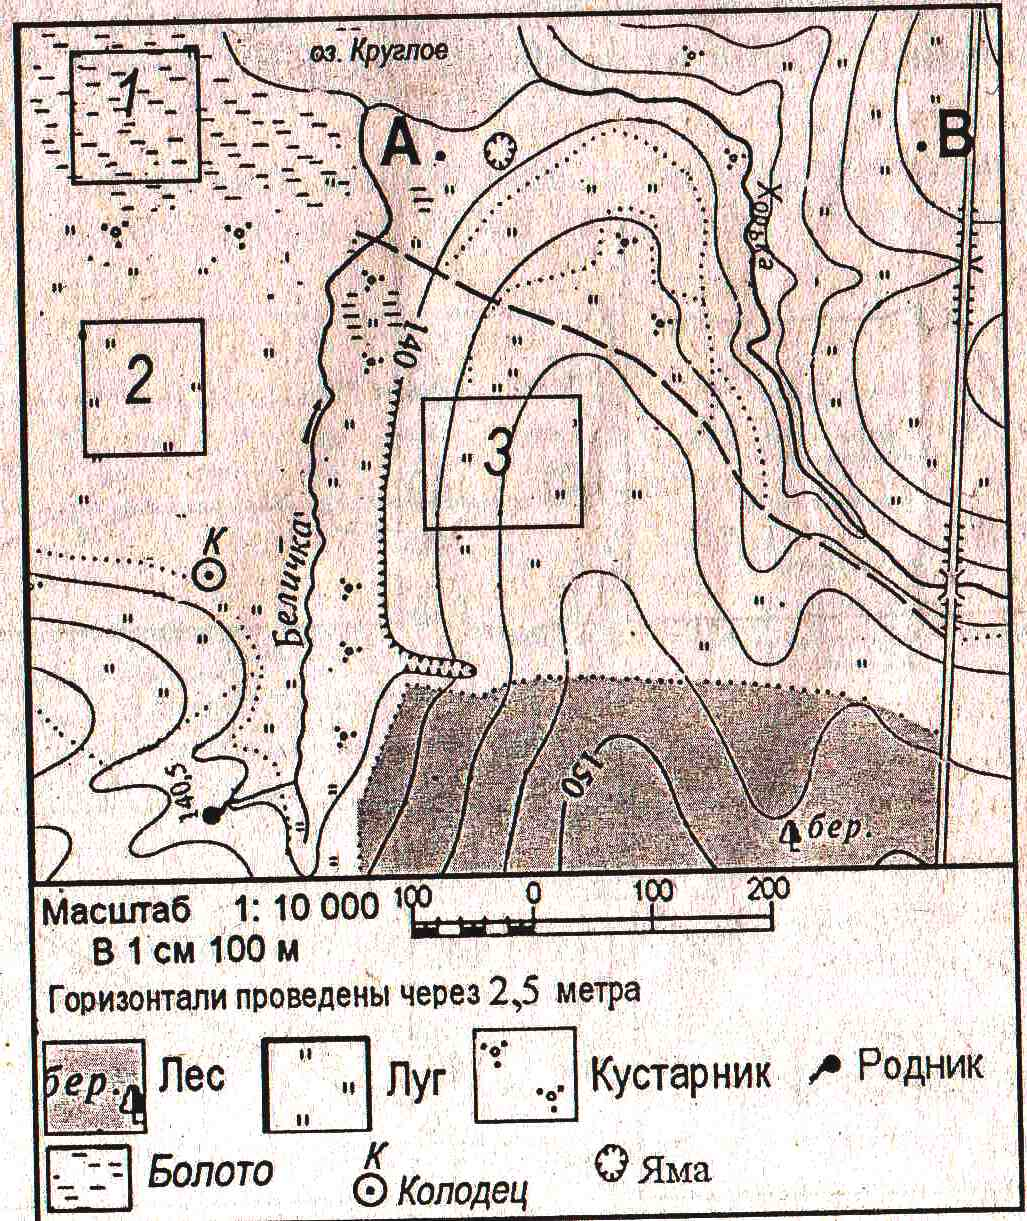 1
оз. Круглое
А
В
Хорька
2
140
3
К
Беличка
140,5
150
бер.
Масштаб 1: 10 000
В 1 см 100 м
100 0 100 200
Горизонтали проведены через 2,5 метра
бер. Лес
Луг
Кустарник
Родник
Болото
К
Колодец
Яма